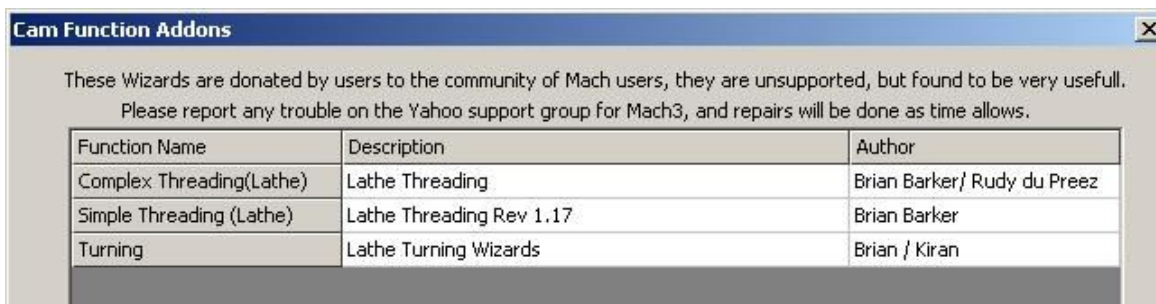 Cam Function Addons
These Wizards are donated by users to the community of Mach users, they are unsupported, but found to be very usefull.
Please report any trouble on the Yahoo support group for Mach3, and repairs will be done as time allows.
Function Name Description Author
Complex Threading(Lathe) Lathe Threading Brian Barker/ Rudy du Preez
Simple Threading (Lathe) Lathe Threading Rev 1.17 Brian Barker
Turning Lathe Turning Wizards Brian / Kiran